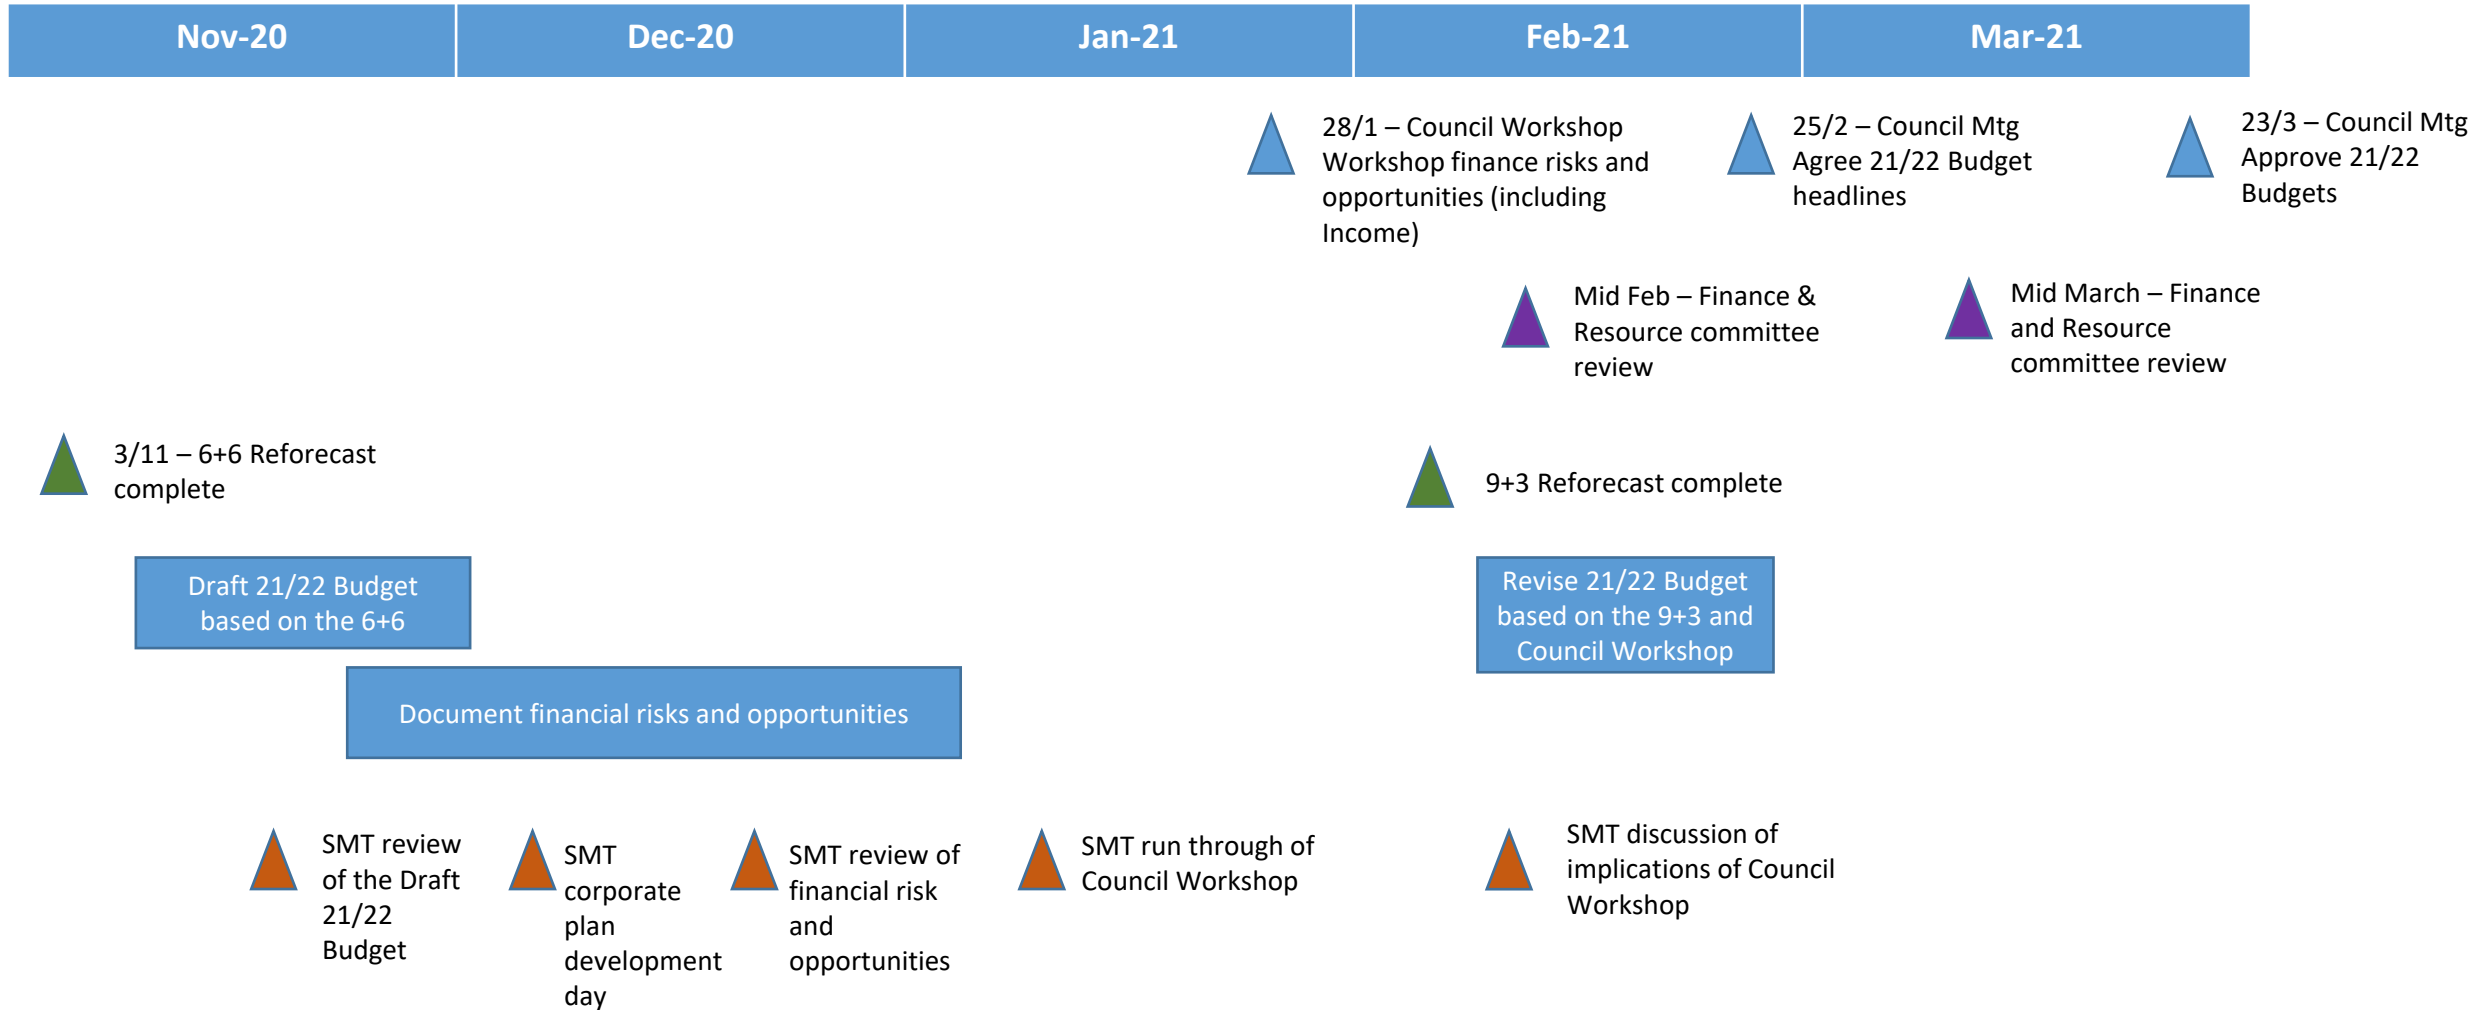 Nov-20
Dec-20
Jan-21
Feb-21
Mar-21
28/1 – Council Workshop
Workshop finance risks and
opportunities (including
Income)
25/2 – Council Mtg
Agree 21/22 Budget
headlines
23/3 – Council Mtg
Approve 21/22
Budgets
Mid Feb – Finance &
Resource committee
review
Mid March – Finance
and Resource
committee review
3/11 – 6+6 Reforecast
complete
9+3 Reforecast complete
Draft 21/22 Budget
based on the 6+6
Revise 21/22 Budget
based on the 9+3 and
Council Workshop
Document financial risks and opportunities
SMT review
of the Draft
21/22
Budget
SMT
corporate
plan
development
day
SMT review of
financial risk
and
opportunities
SMT run through of
Council Workshop
SMT discussion of
implications of Council
Workshop